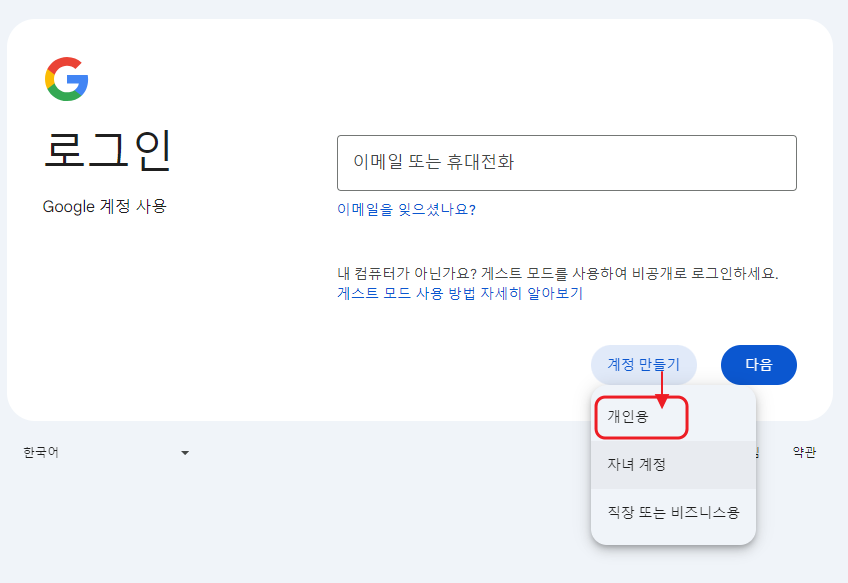 로그인
Google 계정 사용
이메일 또는 휴대전화
이메일을 잊으셨나요?
내 컴퓨터가 아닌가요? 게스트 모드를 사용하여 비공개로 로그인하세요.
게스트 모드 사용 방법 자세히 알아보기
계정 만들기
다음
개인용
자녀 계정
직장 또는 비즈니스용
한국어
약관